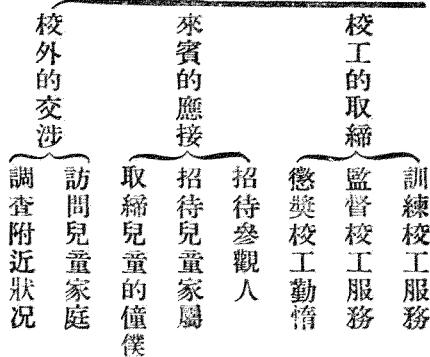 校工的取締
訓練校工服務
監督校工服務
懲獎校工勤惰
來賓的應接
招待參觀人
招待兒童家屬
取締兒童的僮僕
校外的交涉
訪問兒童家庭
調査附近狀况